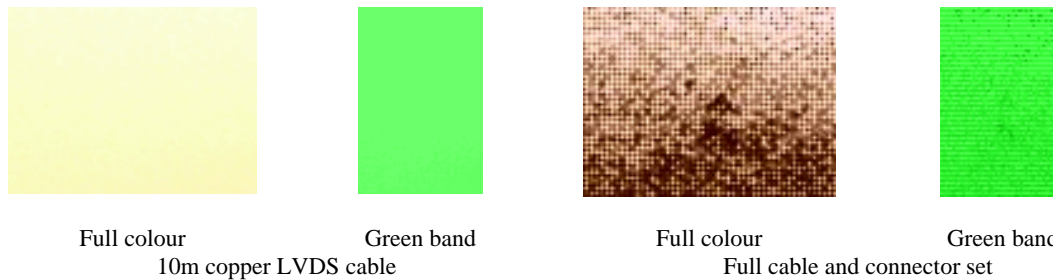 Full colour Green band Full colour Green band
10m copper LVDS cable Full cable and connector set